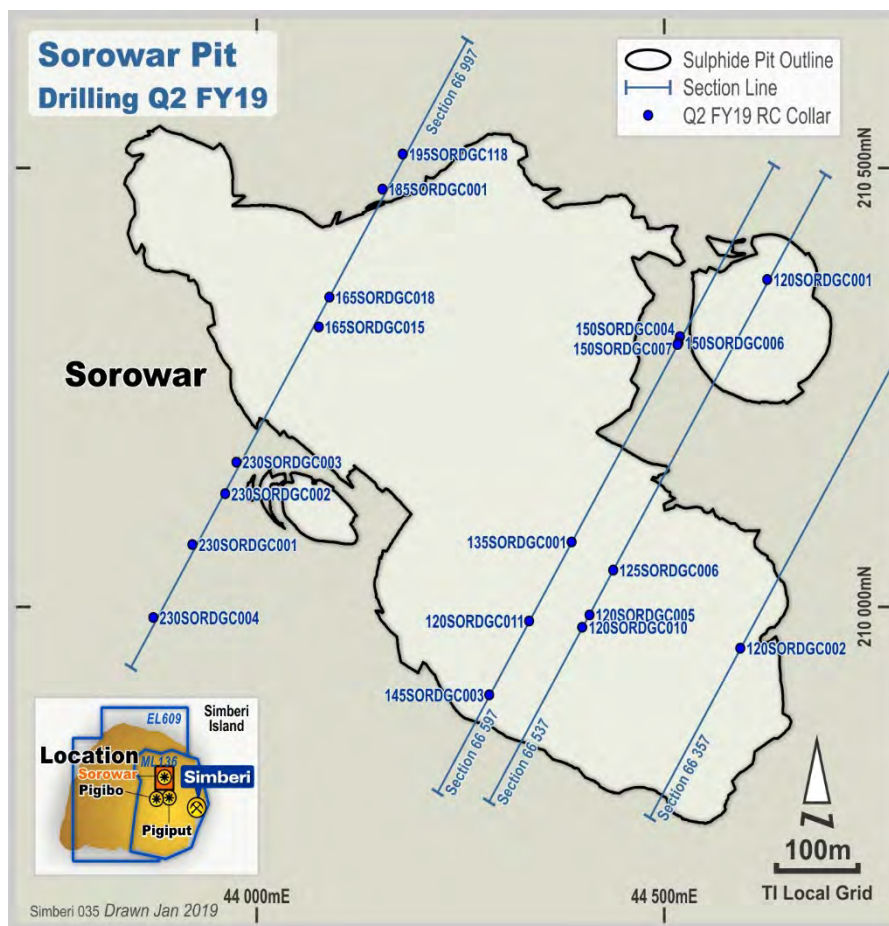 Sorowar Pit
Drilling Q2 FY19
Section 66 997
Sulphide Pit Outline
Section Line
Q2 FY19 RC Collar
195SORDGC118
185SORDGC001
210 500mN
165SORDGC018
165SORDGC015
120SORDGC001
150SORDGC004
150SORDGC006
150SORDGC007
Sorowar
230SORDGC003
230SORDGC002
230SORDGC001
230SORDGC004
135SORDGC001
125SORDGC006
120SORDGC005
120SORDGC011
120SORDGC010
210 000mN
120SORDGC002
145SORDGC003
Section 66 597
Section 66 537
Section 66 357
EL609
Simberi
Island
Location
ML136
Sorowar
Simberi
Pigibo
Pigiput
N
100m
TI Local Grid
44 000mE
44 500mE
Simberi 035 Drawn Jan 2019